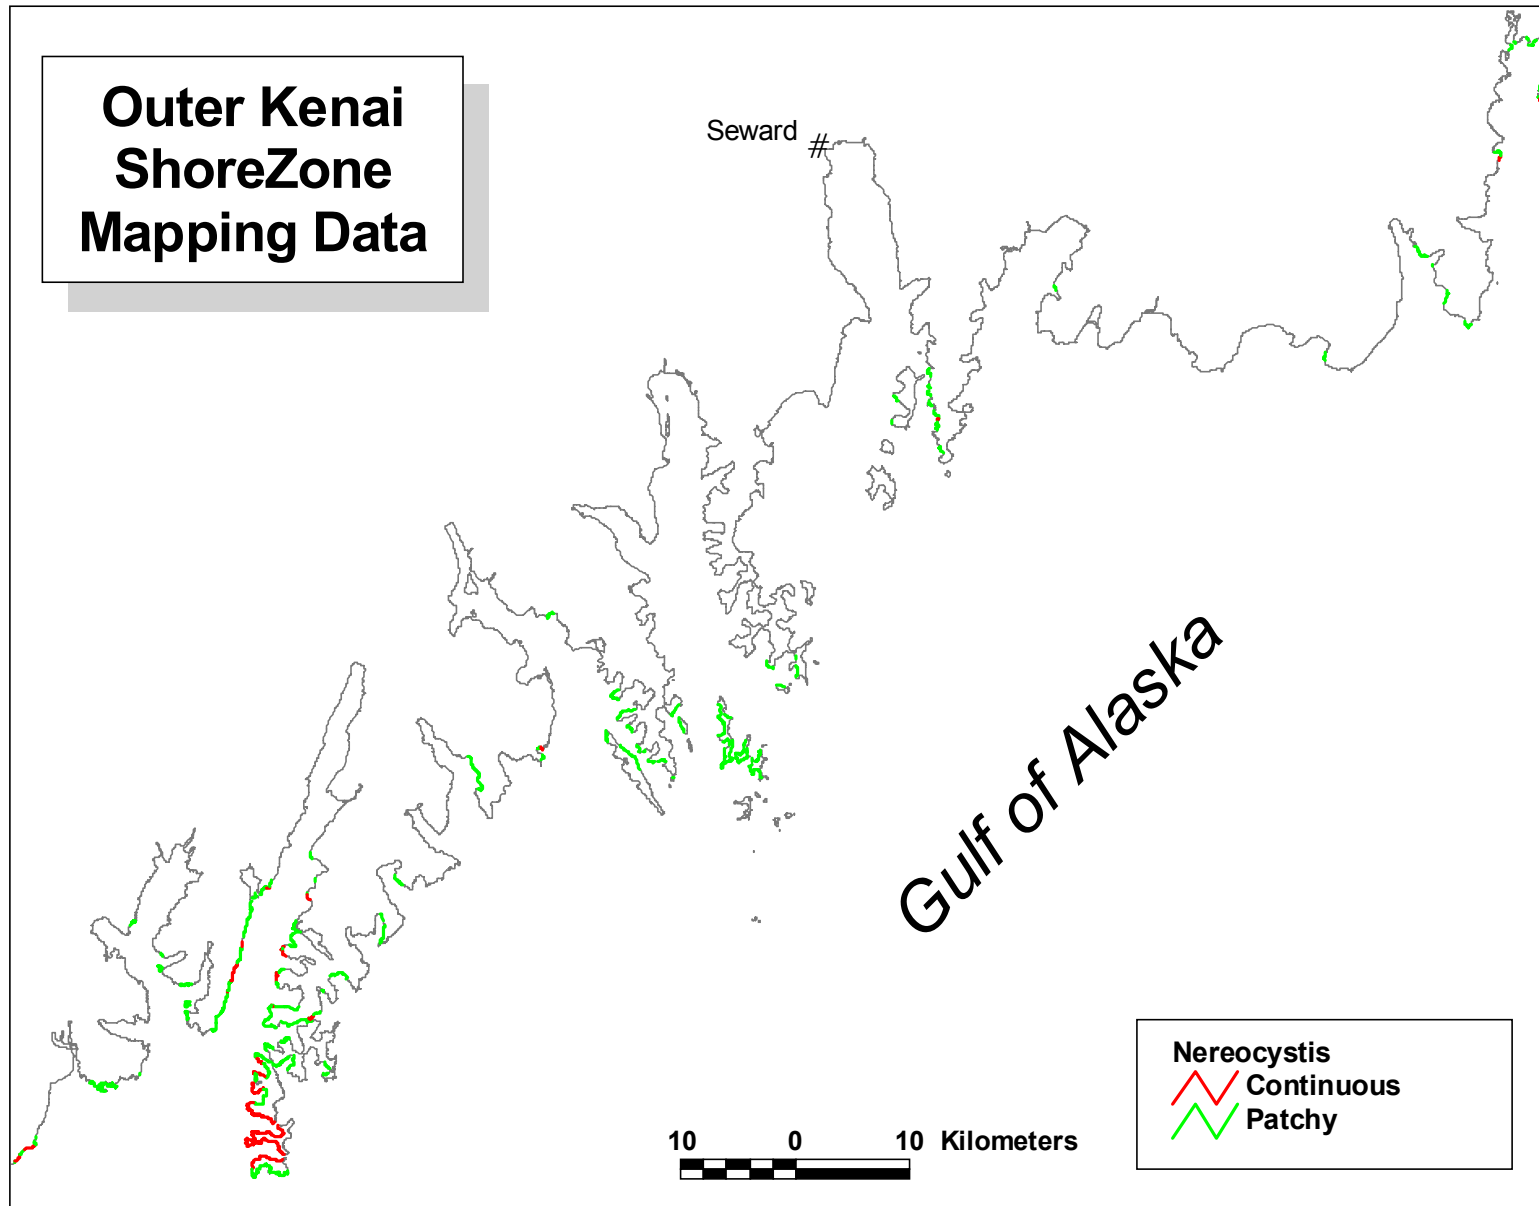 Outer Kenai
ShoreZone
Mapping Data
Seward
#
Gulf of Alaska
Nereocystis
Continuous
Patchy
10 0 10 Kilometers